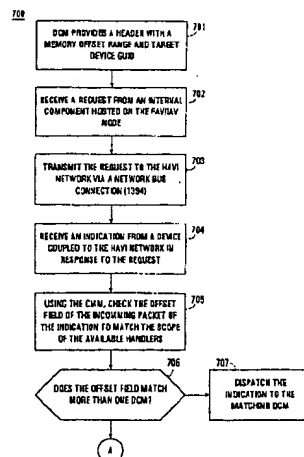 700
701
DCM PROVIDES A HEADER WITH A
MEMORY OFFSET RANGE AND TARGET
DEVICE GUID
702
RECEIVE A REQUEST FROM AN INTERVAL
COMPONENT HOSTED ON THE
NODE
703
TRANSMIT THE REQUEST TO THE HAVI
NETWORK VIA A NETWORK BUS
CONNECTION (1394)
704
RECEIVE AN INDICATION FROM A DEVICE
COUPLED TO THE HAVI NETWORK IN
RESPONSE TO THE REQUEST
705
USING THE CMM, CHECK THE OFFSET
FIELD OF THE INCOMMING PACKET OF
THE INDICATION TO MATCH THE SCOPE
OF THE AVAILABLE HANDLERS
706
DOES THE OFFSET FIELD MATCH
MORE THAN ONE DCM?
707
DISPATCH THE
INDICATION TO THE
MATCHING DCM
A